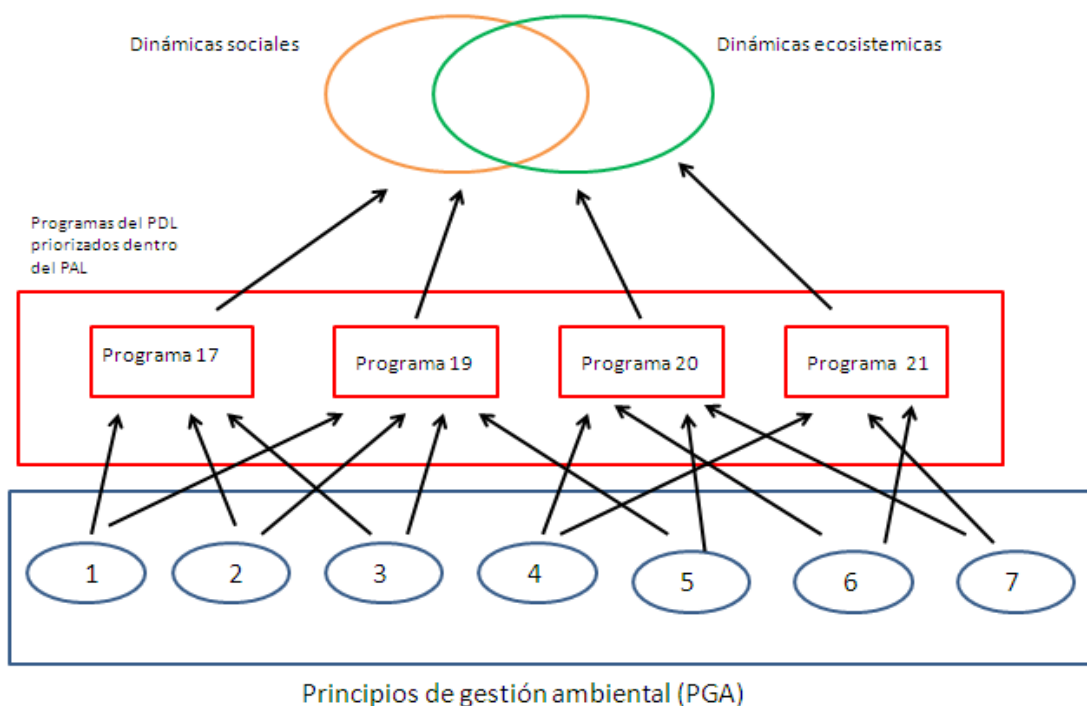 Dinámicas sociales
Dinámicas ecosistemicas
Programas del PDL
priorizados dentro
del PAL
Programa 17
Programa 19
Programa 20
Programa 21
1
2
3
4
5
6
7
Principios de gestión ambiental (PGA)